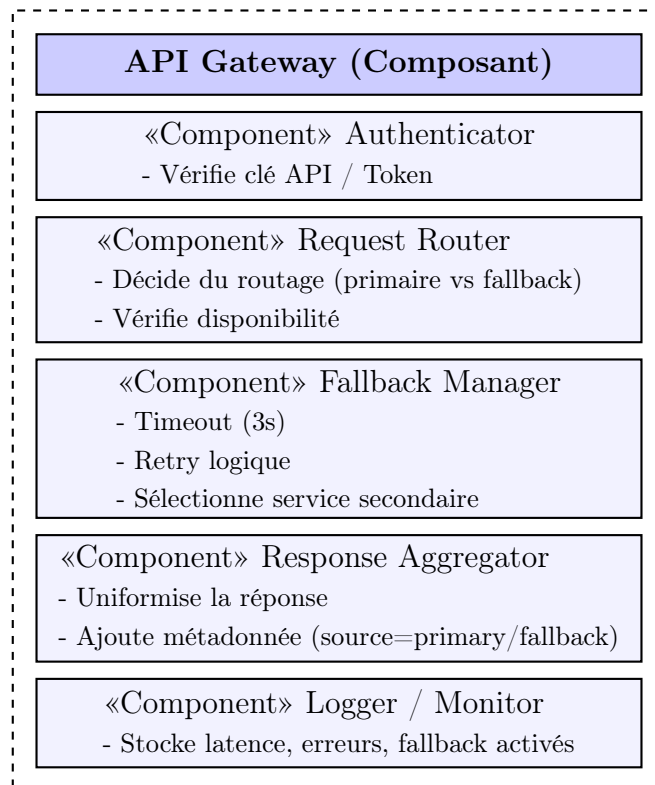 API Gateway (Composant)
«Component» Authenticator
- Vérifie clé API / Token
«Component» Request Router
- Décide du routage (primaire vs fallback)
- Vérifie disponibilité
«Component» Fallback Manager
- Timeout (3s)
- Retry logique
- Sélectionne service secondaire
«Component» Response Aggregator
- Uniformise la réponse
- Ajoute métadonnée (source=primary/fallback)
«Component» Logger / Monitor
- Stocke latence, erreurs, fallback activés